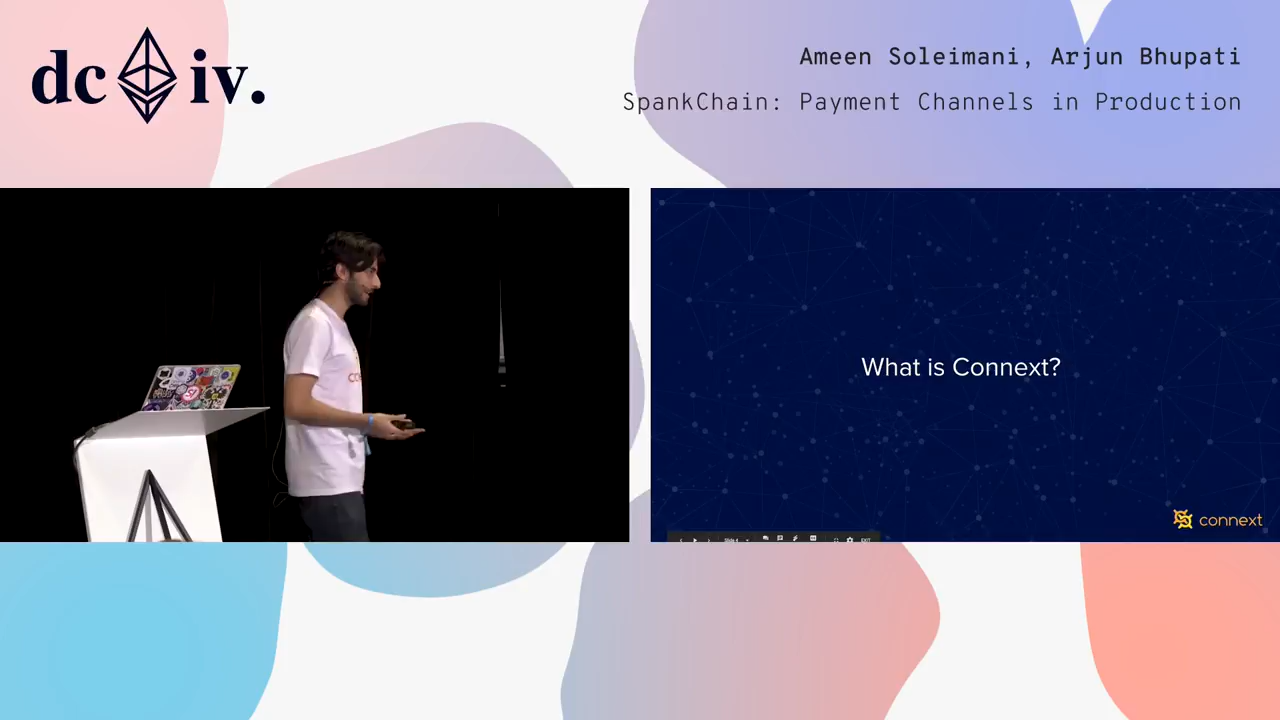 dc iv.
Ameen Soleimani, Arjun Bhupati
SpankChain: Payment Channels in Production
What is Connext?
connext